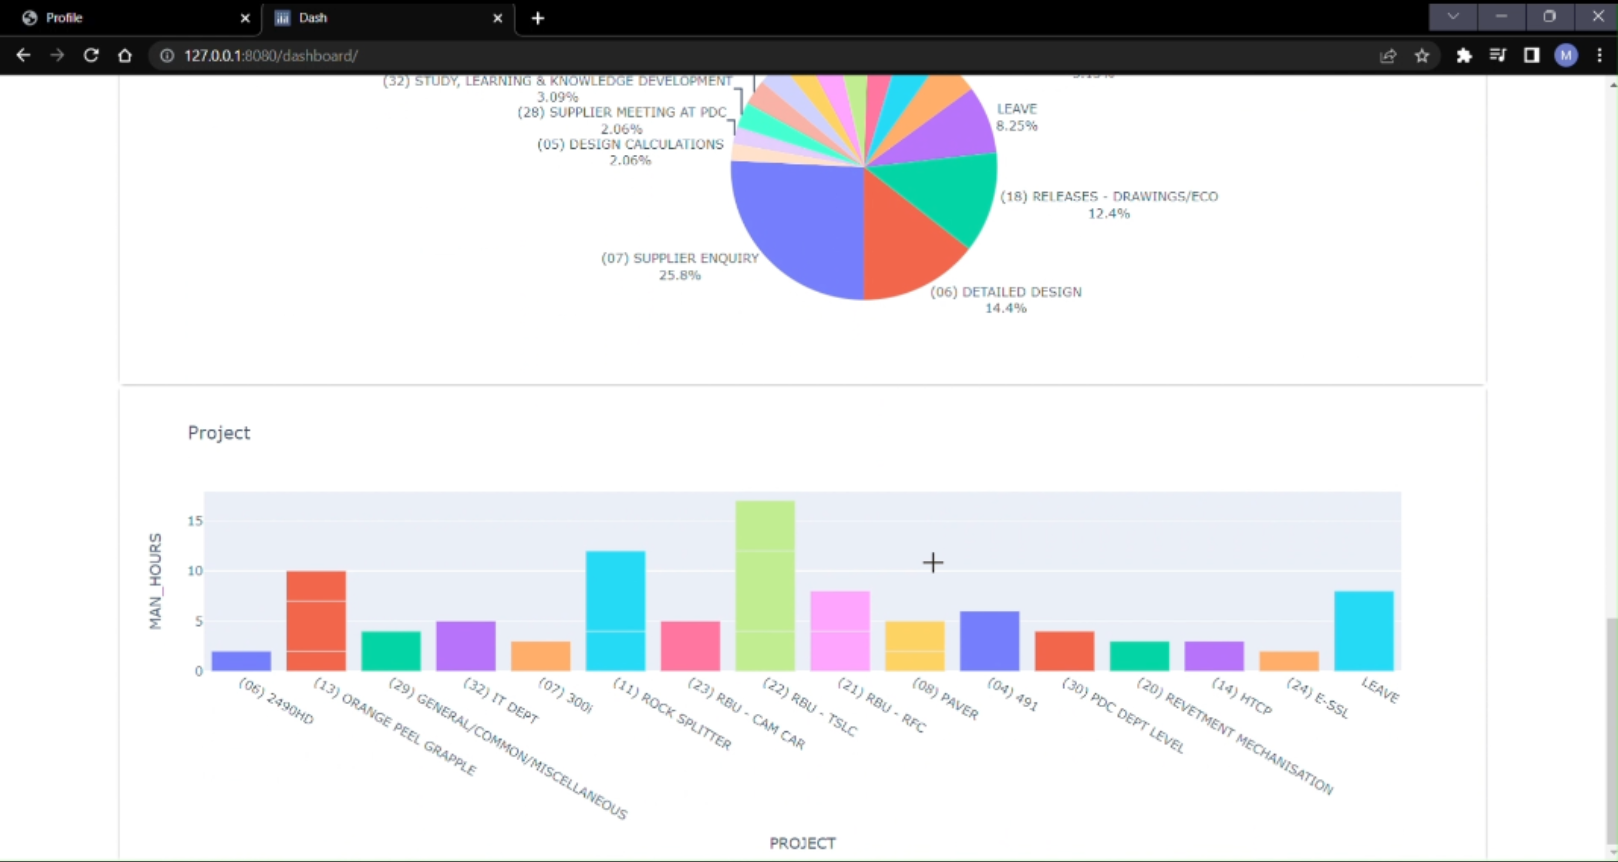 Profile
Dash
127.0.0.1:8080/dashboard/
M
(32) STUDY, LEARNING & KNOWLEDGE DEVELOPMENT
3.09%
(28) SUPPLIER MEETING AT PDC
2.06%
(05) DESIGN CALCULATIONS
2.06%
LEAVE
8.25%
(18) RELEASES - DRAWINGS/ECO
12.4%
(07) SUPPLIER ENQUIRY
25.8%
(06) DETAILED DESIGN
14.4%
Project
MAN_HOURS
15
10
5
0
(06) 2490HD
(13) ORANGE PEEL GRAPPLE
(29) GENERAL/COMMON/MISCELLANEOUS
(32) IT DEPT
(07) 300i
(11) ROCK SPLITTER
(23) RBU - CAM CAR
(22) RBU - TSLC
(21) RBU - RFC
(08) PAVER
(04) 491
(30) PDC DEPT LEVEL
(20) REVETMENT MECHANISATION
(14) HTCP
(24) E-SSL
LEAVE
PROJECT